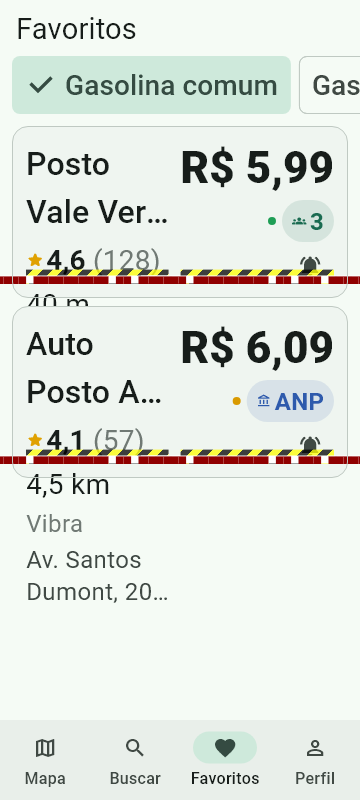 Favoritos
Gasolina comum
Gas
Posto
Vale Ver…
R$ 5,99
3
4,6 (128)
40 m
Auto
Posto A…
R$ 6,09
ANP
4,1 (57)
4,5 km
Vibra
Av. Santos
Dumont, 20…
Mapa
Buscar
Favoritos
Perfil